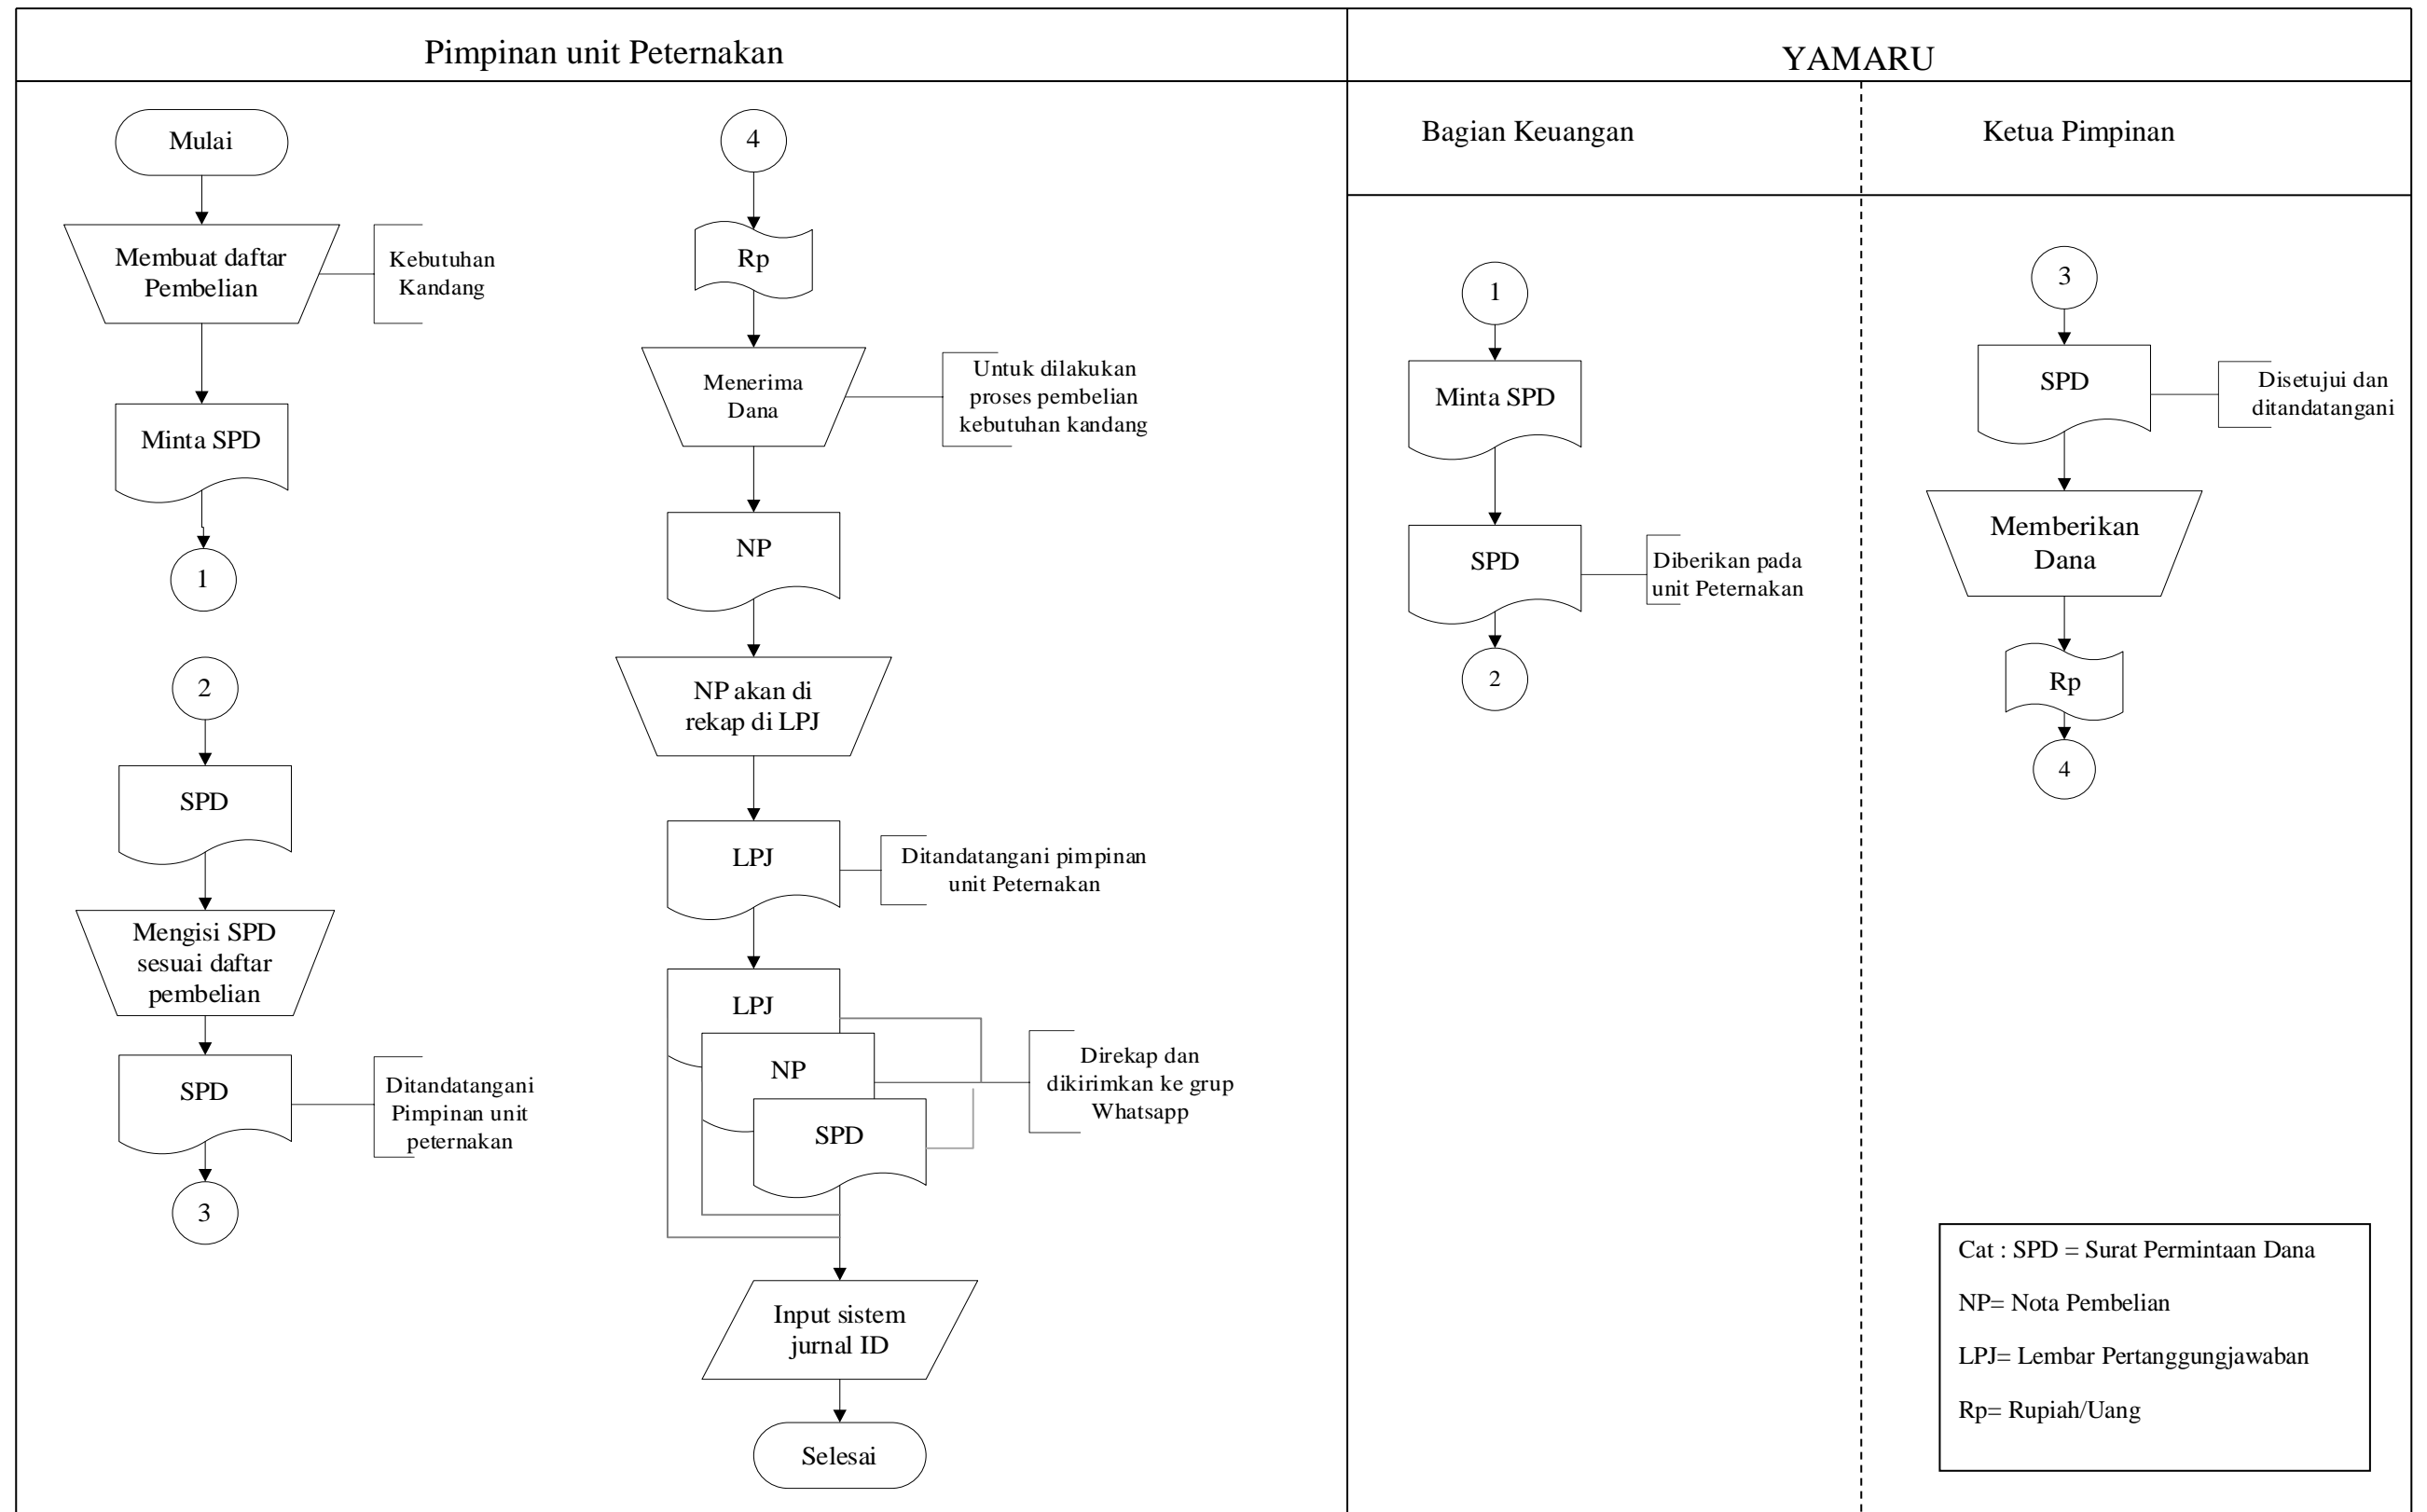 Pimpinan unit Peternakan
YAMARU
Bagian Keuangan
Ketua Pimpinan
Mulai
Membuat daftar
Pembelian
Kebutuhan
Kandang
Minta SPD
1
2
SPD
Mengisi SPD
sesuai daftar
pembelian
SPD
Ditandatangani
Pimpinan unit
peternakan
3
4
Rp
Menerima
Dana
Untuk dilakukan
proses pembelian
kebutuhan kandang
NP
NP akan di
rekap di LPJ
LPJ
Ditandatangani pimpinan
unit Peternakan
LPJ
NP
SPD
Direkap dan
dikirimkan ke grup
Whatsapp
Input sistem
jurnal ID
Selesai
1
Minta SPD
SPD
Diberikan pada
unit Peternakan
2
3
SPD
Disetujui dan
ditandatangani
Memberikan
Dana
Rp
4
Cat : SPD = Surat Permintaan Dana
NP= Nota Pembelian
LPJ= Lembar Pertanggungjawaban
Rp= Rupiah/Uang